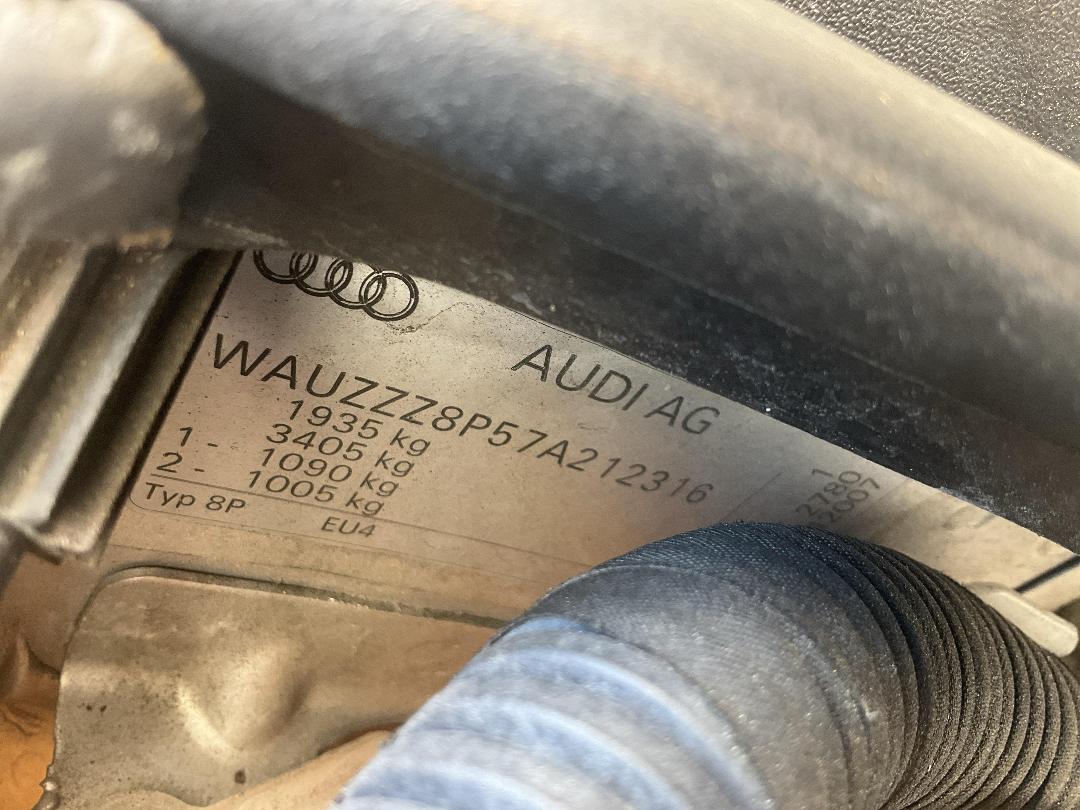 AUDI AG
WAUZZZ8P57A212316
1935 kg
3405 kg
1 - 1090 kg
2 - 1005 kg
Typ 8P
EU4